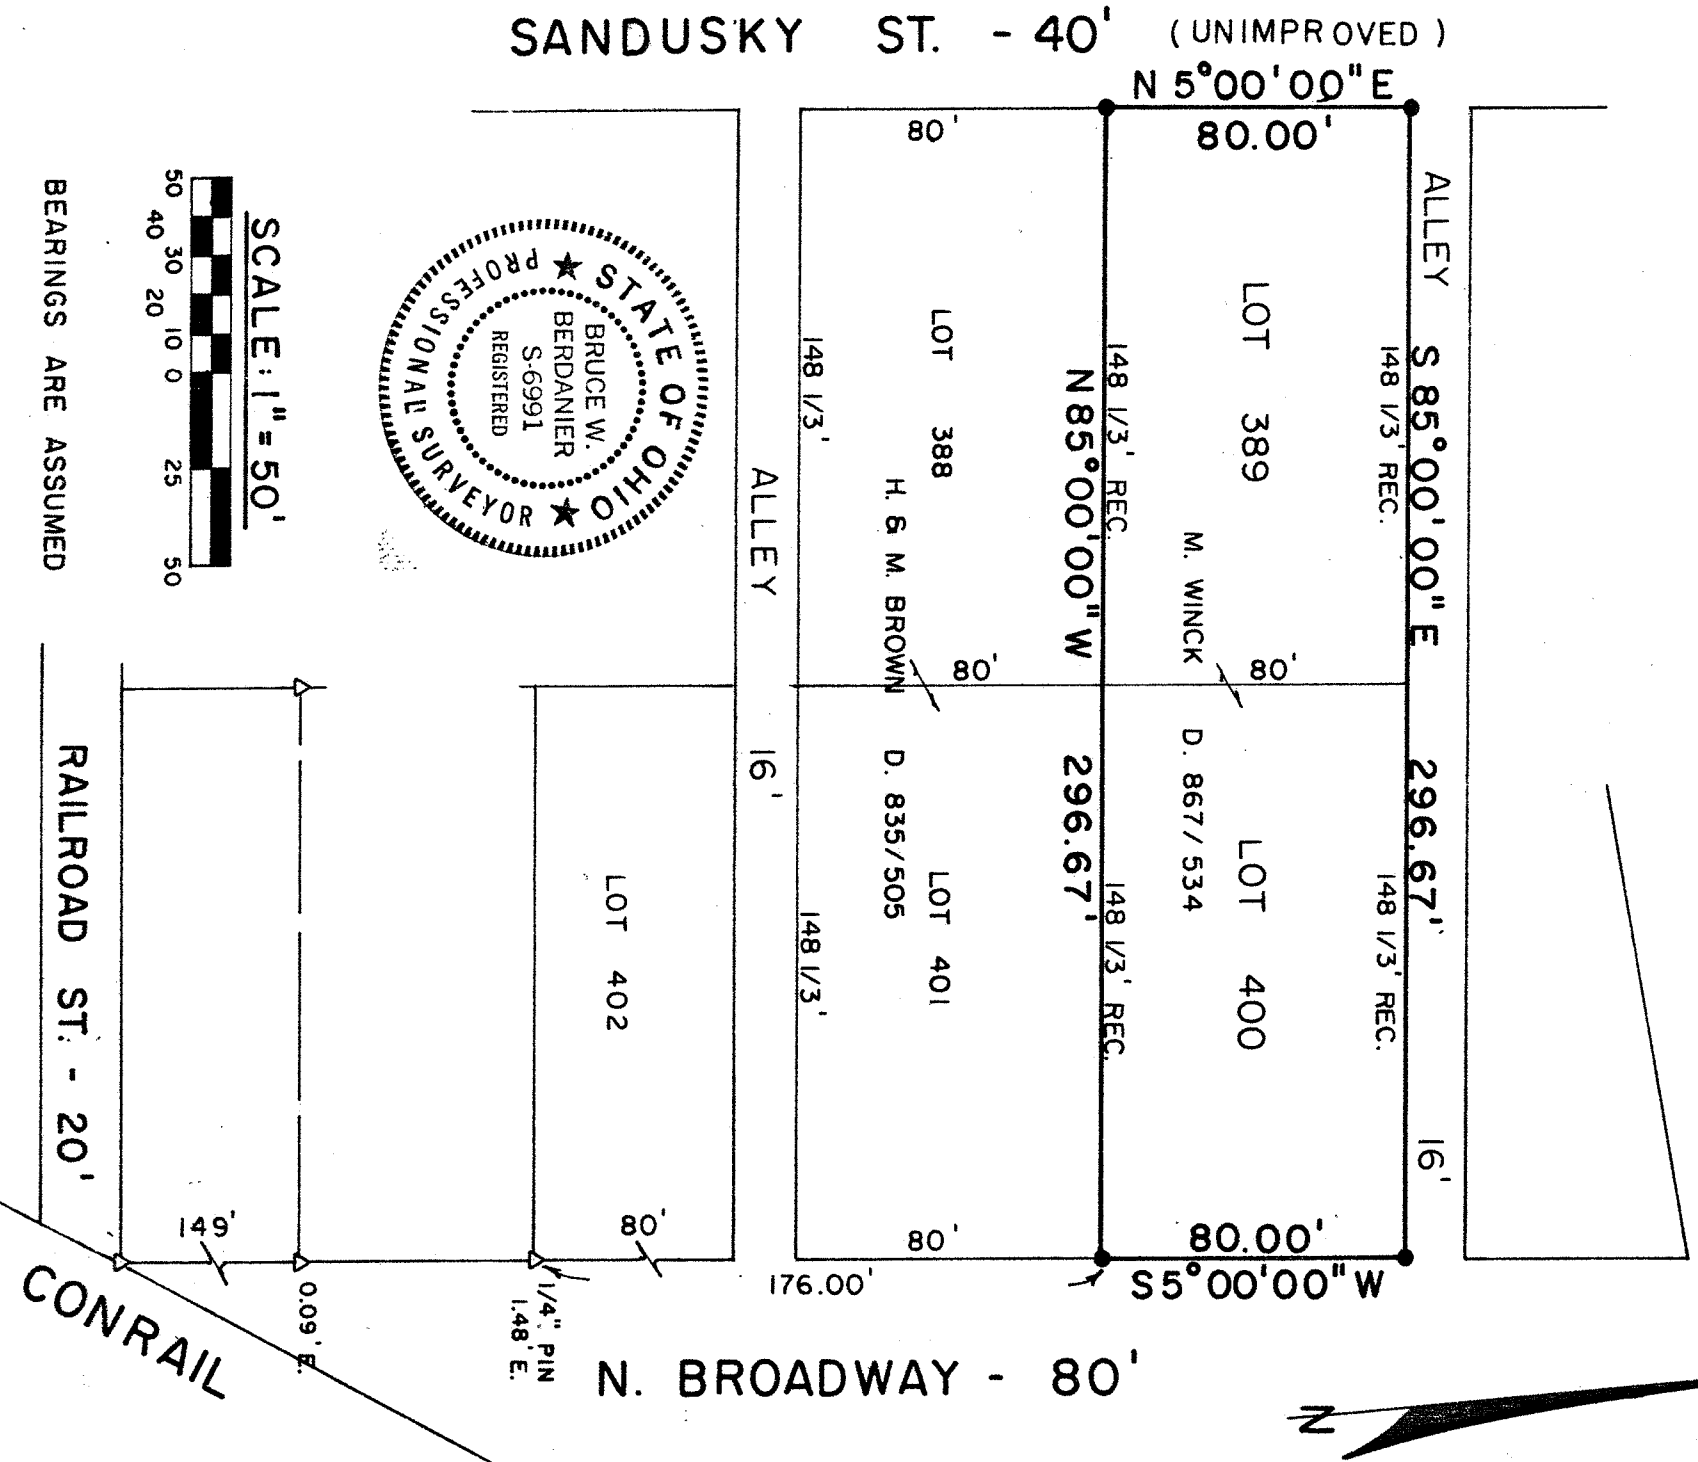 SANDUSKY ST. - 40' (UNIMPROVED)
N 5°00'00" E
80.00'
80'
ALLEY
S 85°00'00" E 296.67'
16'
LOT 389
148 1/3' REC.
148 1/3' REC.
M. WINCK D. 867/534
80'
LOT 400
148 1/3' REC.
148 1/3' REC.
N 85°00'00" W 296.67'
LOT 388
148 1/3'
H. & M. BROWN D. 835/505
80'
LOT 401
148 1/3'
ALLEY 16'
STATE OF OHIO
PROFESSIONAL SURVEYOR
BRUCE W.
BERDANIER
S-6991
REGISTERED
SCALE: 1" = 50'
50 40 30 20 10 0 25 50
BEARINGS ARE ASSUMED
LOT 402
RAILROAD ST. - 20'
149'
80'
80'
80.00'
S 5°00'00" W
176.00'
0.09' E.
1/4" PIN
1.48' E.
CONRAIL
N. BROADWAY - 80'
N